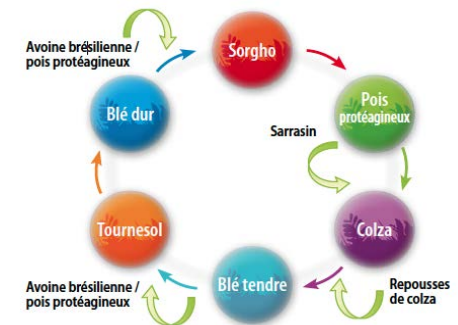 Avoine brésilienne /
pois protéagineux
Sorgho
Blé dur
Pois
protéagineux
Sarrasin
Tournesol
Colza
Blé tendre
Avoine brésilienne /
pois protéagineux
Repousses
de colza